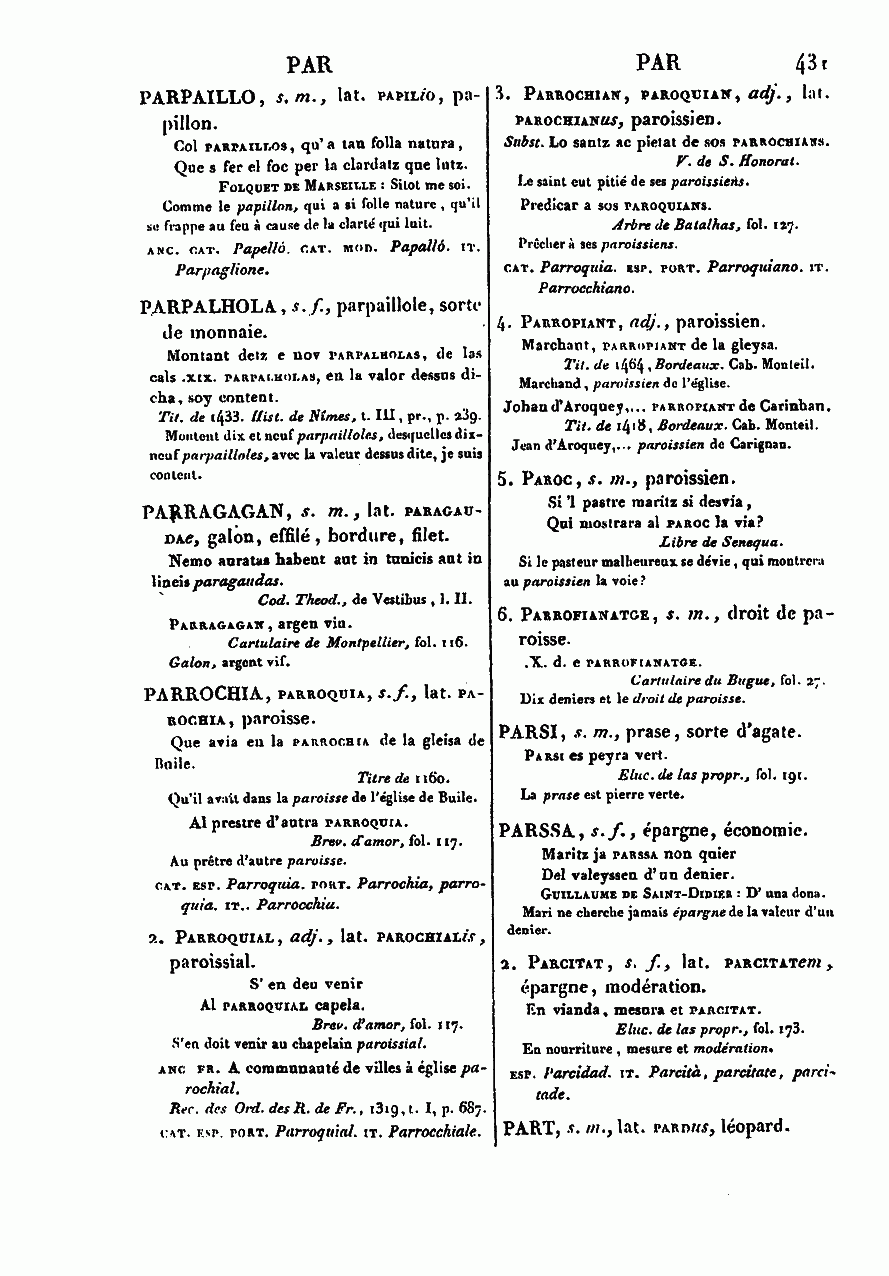 PAR
PAR 431
PARPAILLO, s. m., lat. PAPILio, pa-
pillon.
Col PARPAILLOS, qu'a tan folla natura,
Que s fer el foc per la clardatz que lutz.
FOLQUET DE MARSEILLE : Sitot me soi.
Comme le papillon, qui a si folle nature, qu'il
se frappe au feu à cause de la clarté qui luit.
ANC. CAT. Papelló. CAT. MOD. Papalló. IT.
Parpaglione.
PARPALHOLA, s. f., parpaillole, sorte
de monnaie.
Montant detz e nov PARPALHOLAS, de las
cals .XIX. PARPALHOLAS, en la valor dessus di-
cha, soy content.
Tit. de 1433. Hist. de Nîmes, t. III, pr., p. 239.
Montent dix et neuf parpailloles, desquelles dix-
neuf parpailloles, avec la valeur dessus dite, je suis
content.
PARRAGAGAN, s. m., lat. PARAGAU-
DAe, galon, effilé, bordure, filet.
Nemo auratas habent aut in tunicis aut in
lineis paragaudas.
Cod. Theod., de Vestibus, l. II.
PARRAGAGAN, argen viu.
Cartulaire de Montpellier, fol. 116.
Galon, argent vif.
PARROCHIA, PARROQUIA, s. f., lat. PA-
ROCHIA, paroisse.
Que avia eu la PARROCHIA de la gleisa de
Buile.
Titre de 1160.
Qu'il avait dans la paroisse de l'église de Buile.
Al prestre d'autra PARROQUIA.
Brev. d'amor, fol. 117.
Au prêtre d'autre paroisse.
CAT. ESP. Parroquia. PORT. Parrochia, parro-
quia. IT.. Parrocchia.
2. PARROQUIAL, adj., lat. PAROCHIALis,
paroissial.
S' en deu venir
Al PARROQUIAL capela.
Brev. d'amor, fol. 117.
S'en doit venir au chapelain paroissial.
ANC FR. A communauté de villes à église pa-
rochial.
Rec. des Ord. des R. de Fr., 1319, t. I, p. 687.
CAT. ESP. PORT. Parroquial. IT. Parrocchiale.
3. PARROCHIAN, PAROQUIAN, adj., lat.
PAROCHIANus, paroissien.
Subst. Lo santz ac pietat de sos PARROCHIANS.
V. de S. Honorat.
Le saint eut pitié de ses paroissiens.
Predicar a sos PAROQUIANS.
Arbre de Batalhas, fol. 127.
Prêcher à ses paroissiens.
CAT. Parroquia. ESP. PORT. Parroquiano. IT.
Parrocchiano.
4. PARROPIANT, adj., paroissien.
Marchant, PARROPIANT de la gleysa.
Tit. de 1464, Bordeaux. Cab. Monteil.
Marchand, paroissien de l'église.
Johan d'Aroquey,... PARROPIANT de Carinhan.
Tit. de 1418, Bordeaux. Cab. Monteil.
Jean d'Aroquey,... paroissien de Carignan.
5. PAROC, s. m., paroissien.
Si 'l pastre maritz si desvia,
Qui mostrara al PAROC la via?
Libre de Senequa.
Si le pasteur malheureux se dévie, qui montrera
au paroissien la voie?
6. PARROFIANATGE, s. m., droit de pa-
roisse.
.X. d. e PARROFIANATGE.
Cartulaire du Bugue, fol. 27.
Dix deniers et le droit de paroisse.
PARSI, s. m., prase, sorte d'agate.
PARSI es peyra vert.
Eluc. de las propr., fol. 191.
La prase est pierre verte.
PARSSA, s. f., épargne, économie.
Maritz ja PARSSA non quier
Del valeyssen d' un denier.
GUILLAUME DE SAINT-DIDIER : D' una dona.
Mari ne cherche jamais épargne de la valeur d'un
denier.
2. PARCITAT, s. f., lat. PARCITATem,
épargne, modération.
En vianda, mesura et PARCITAT.
Eluc. de las propr., fol. 173.
En nourriture, mesure et modération.
ESP. Parcidad. IT. Parcità, parcitate, parci-
tade.
PART, s. m., lat. PARDus, léopard.